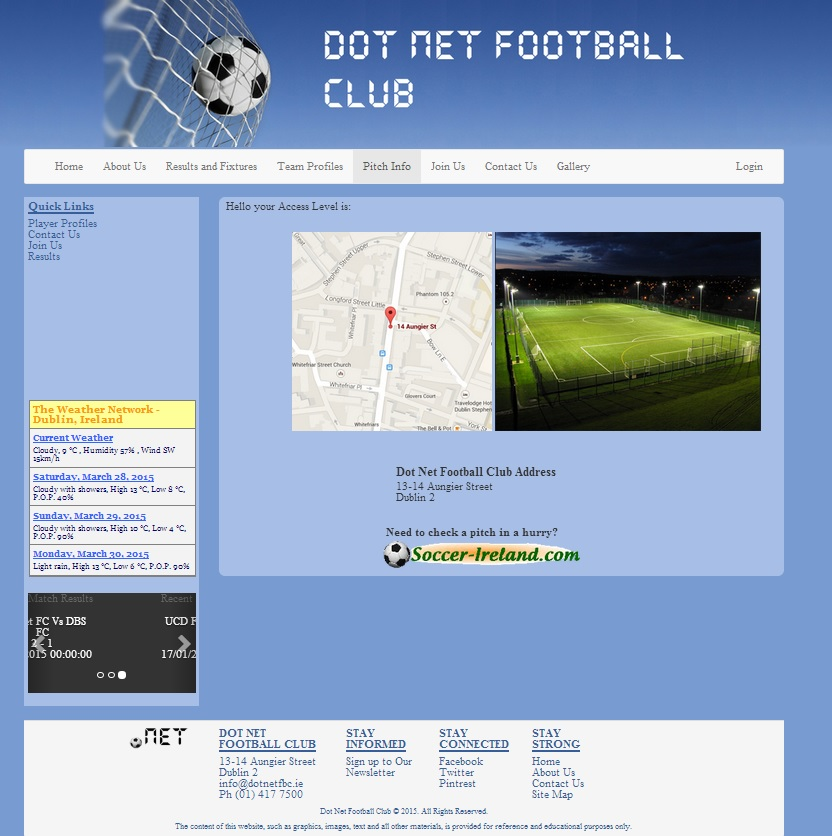 DOT NET FOOTBALL
CLUB
Home About Us Results and Fixtures Team Profiles Pitch Info Join Us Contact Us Gallery Login
Quick Links
Player Profiles
Contact Us
Join Us
Results
The Weather Network -
Dublin, Ireland
Current Weather
Cloudy, 9 °C , Humidity 57% , Wind SW
15km/h
Saturday, March 28, 2015
Cloudy with showers, High 13 °C, Low 8 °C,
P.O.P. 40%
Sunday, March 29, 2015
Cloudy with showers, High 10 °C, Low 4 °C,
P.O.P. 90%
Monday, March 30, 2015
Light rain, High 13 °C, Low 6 °C, P.O.P. 90%
Match Results Recent
t FC Vs DBS UCD F
FC
2 - 1
015 00:00:00 17/01/2
Hello your Access Level is:
Stephen Street Upper
Stephen Street Lower
Longford Street Little
Phantom 105.2
Whitefriar Pl
14 Aungier St
Bow Ln E
Whitefriar Street Church
Whitefriar Pl
Glovers Court
Travelodge Hot
Dublin Stephen
Whitefriars
The Bell & Pot
Dot Net Football Club Address
13-14 Aungier Street
Dublin 2
Need to check a pitch in a hurry?
Soccer-Ireland.com
.NET
DOT NET
FOOTBALL CLUB
13-14 Aungier Street
Dublin 2
info@dotnetfbc.ie
Ph (01) 417 7500
STAY
INFORMED
Sign up to Our
Newsletter
STAY
CONNECTED
Facebook
Twitter
Pintrest
STAY
STRONG
Home
About Us
Contact Us
Site Map
Dot Net Football Club © 2015. All Rights Reserved.
The content of this website, such as graphics, images, text and all other materials, is provided for reference and educational purposes only.